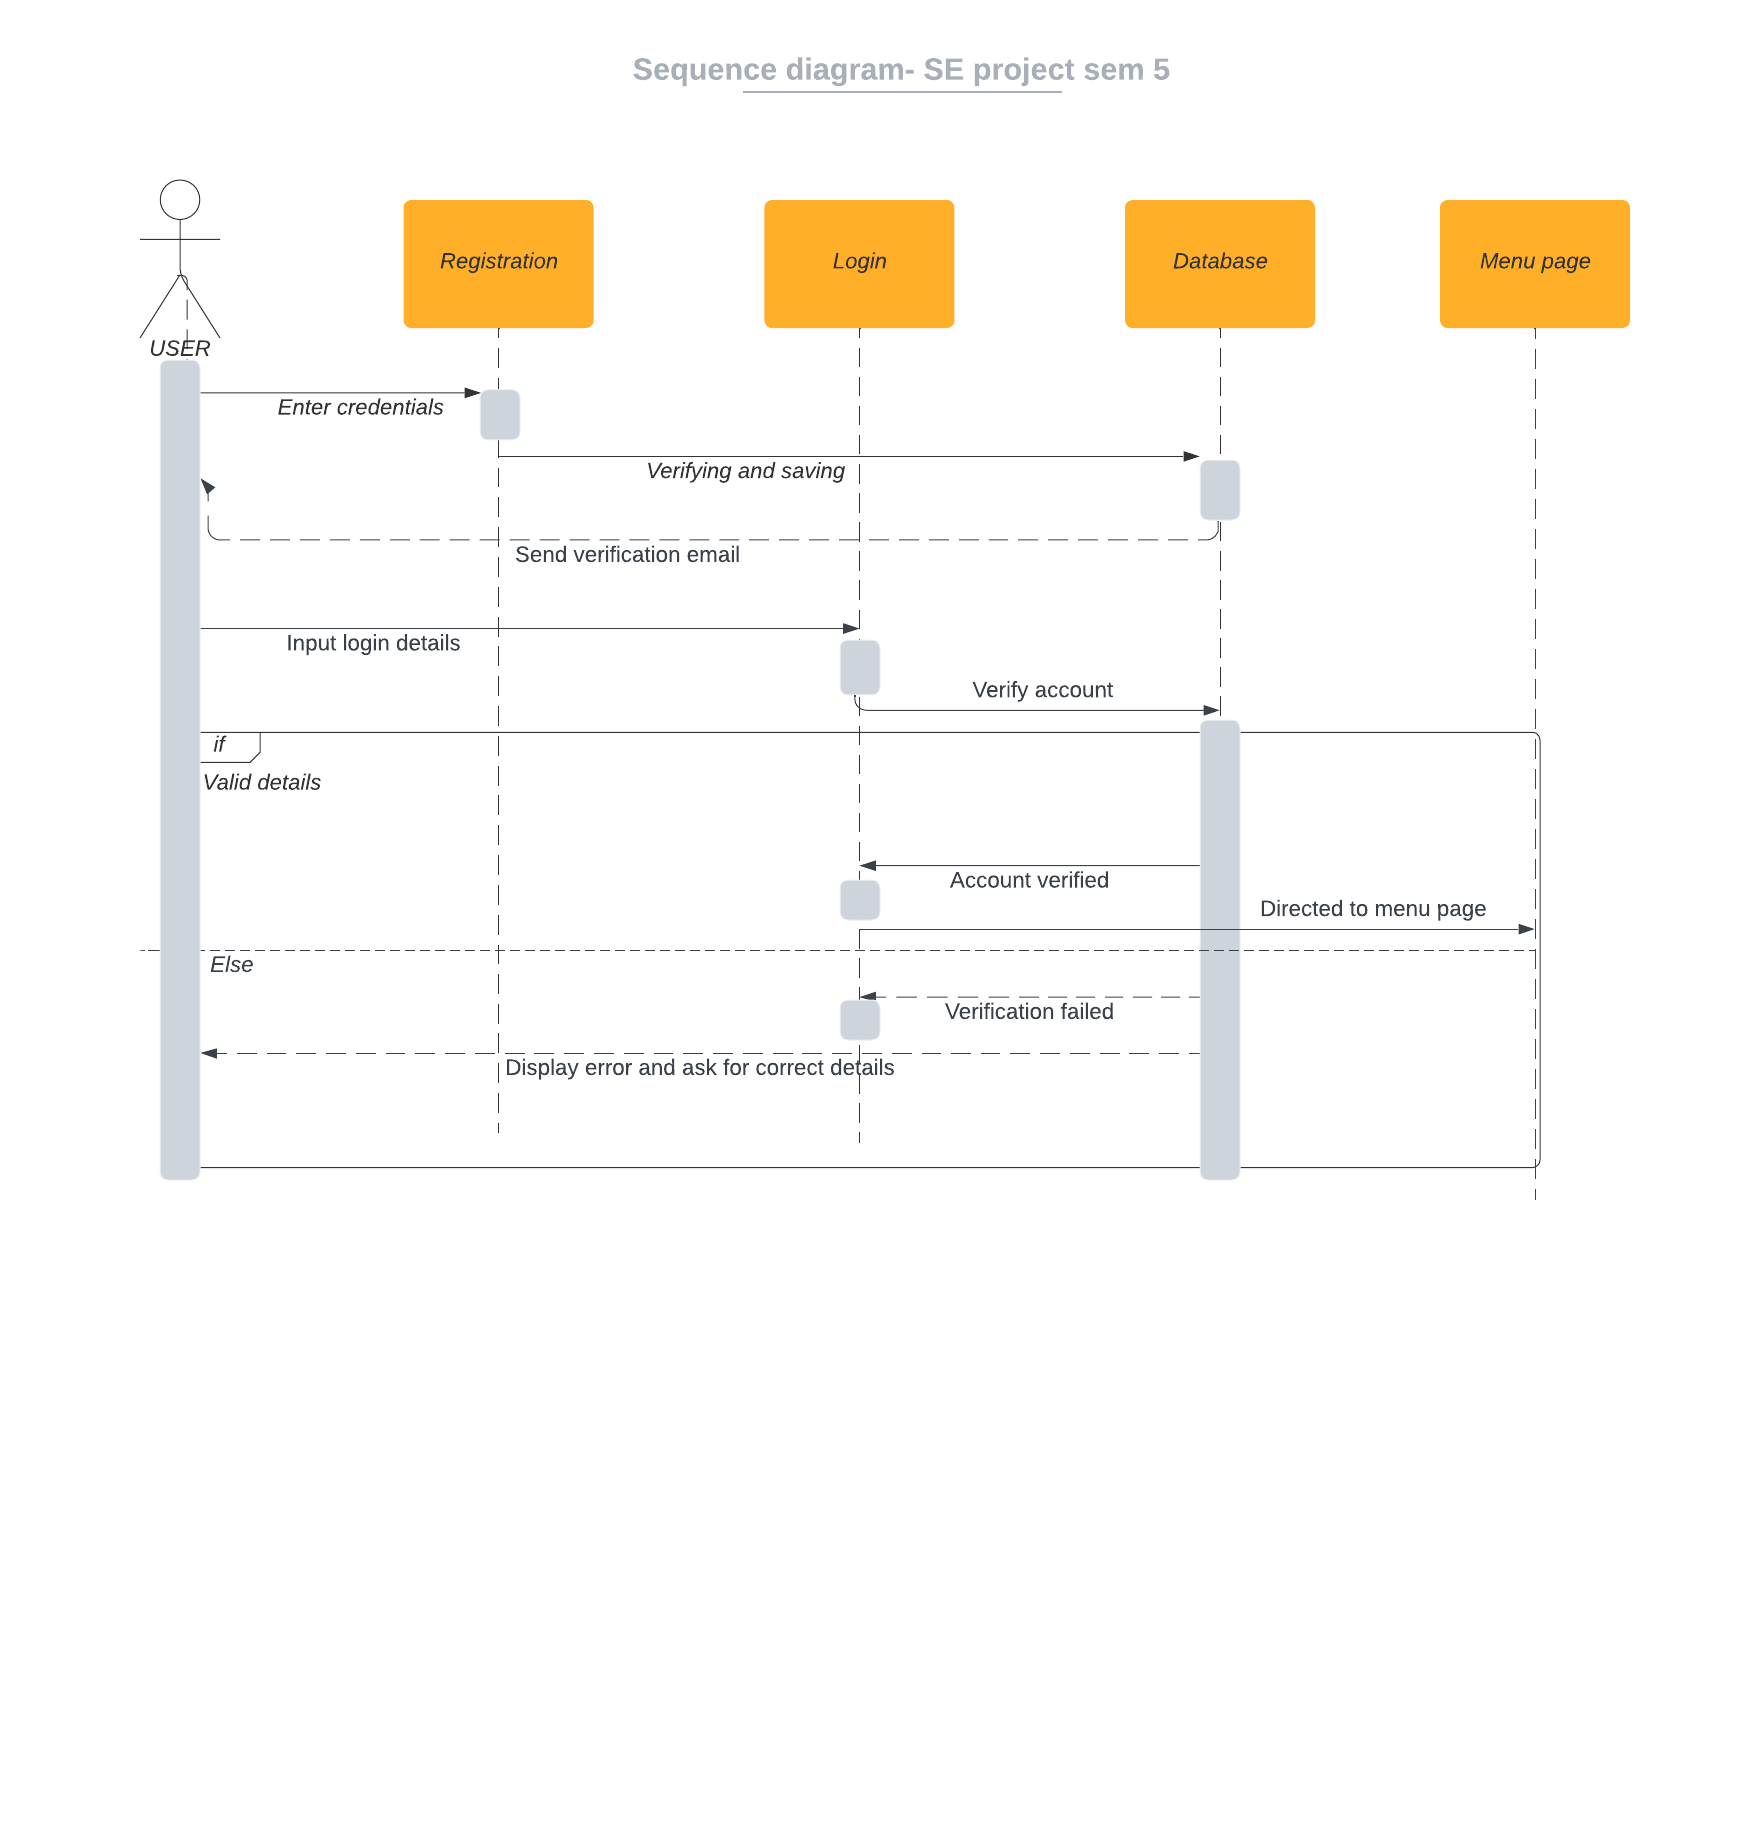 Sequence diagram- SE project sem 5
Registration
Login
Database
Menu page
USER
Enter credentials
Verifying and saving
Send verification email
Input login details
Verify account
if
Valid details
Account verified
Directed to menu page
Else
Verification failed
Display error and ask for correct details